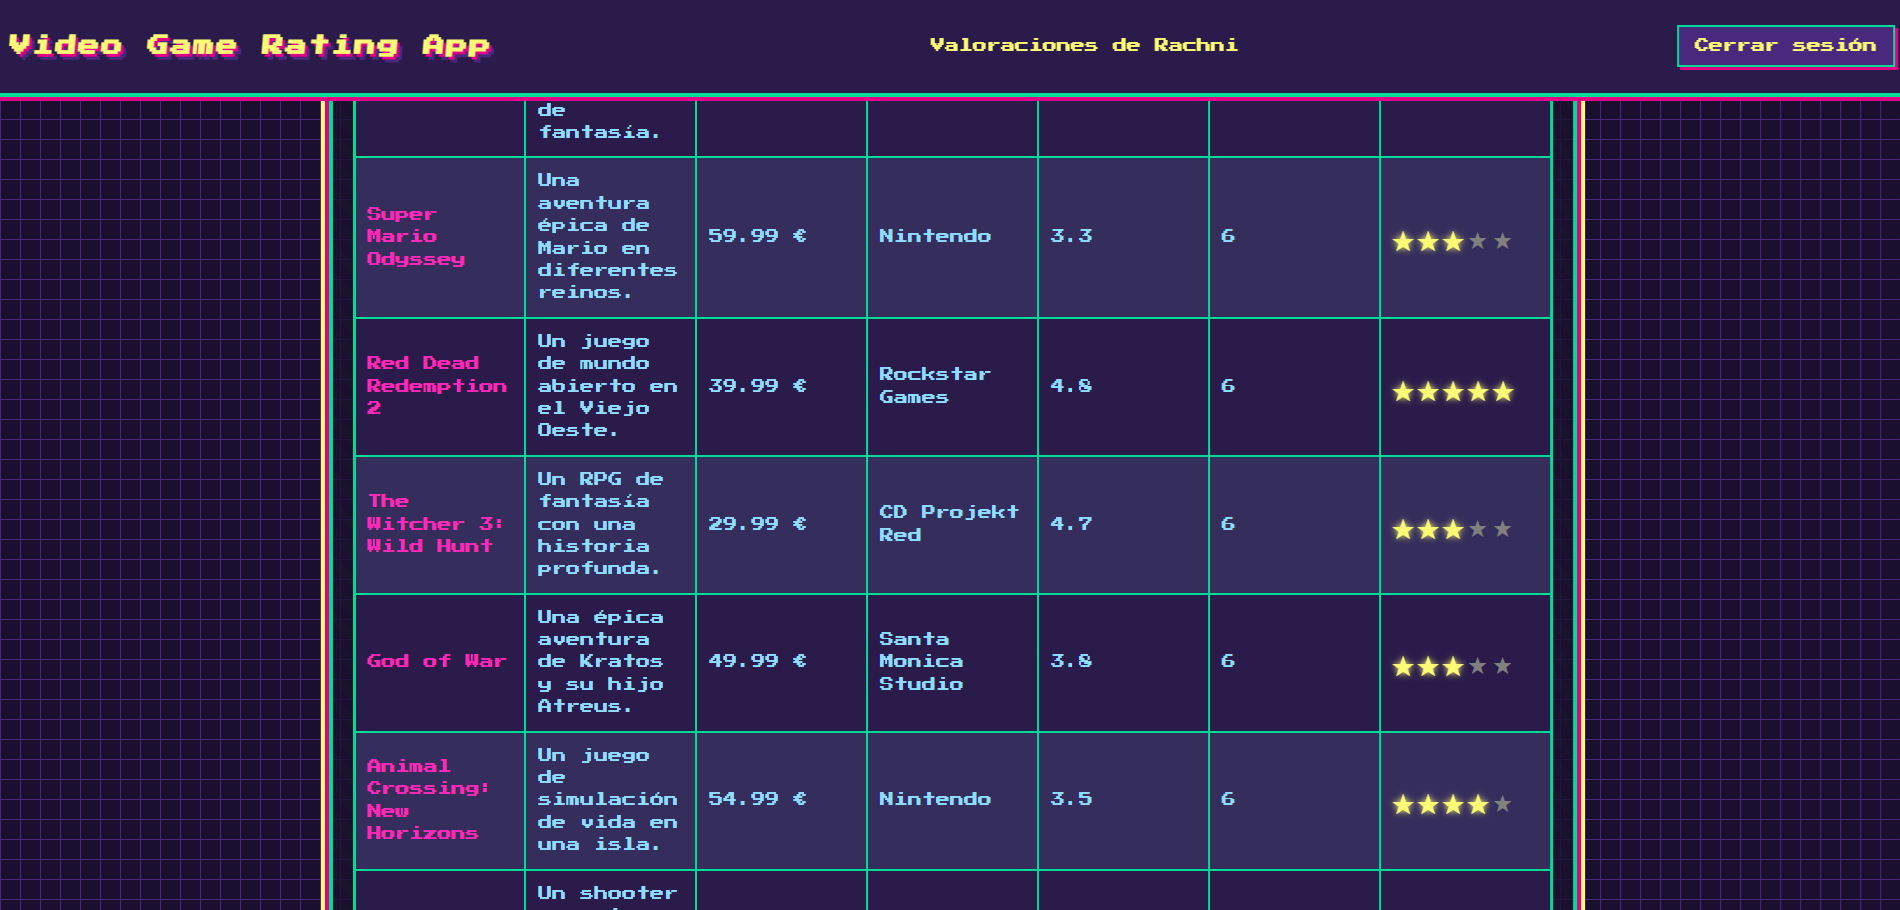 Video Game Rating App
Valoraciones de Rachni
Cerrar sesión
de
fantasía.
Super
Mario
Odyssey
Una
aventura
épica de
Mario en
diferentes
reinos.
59.99 €
Nintendo
3.3
6
Red Dead
Redemption
2
Un juego
de mundo
abierto en
el Viejo
Oeste.
39.99 €
Rockstar
Games
4.8
6
The
Witcher 3:
Wild Hunt
Un RPG de
fantasía
con una
historia
profunda.
29.99 €
CD Projekt
Red
4.7
6
God of War
Una épica
aventura
de Kratos
y su hijo
Atreus.
49.99 €
Santa
Monica
Studio
3.8
6
Animal
Crossing:
New
Horizons
Un juego
de
simulación
de vida en
una isla.
54.99 €
Nintendo
3.5
6
Un shooter